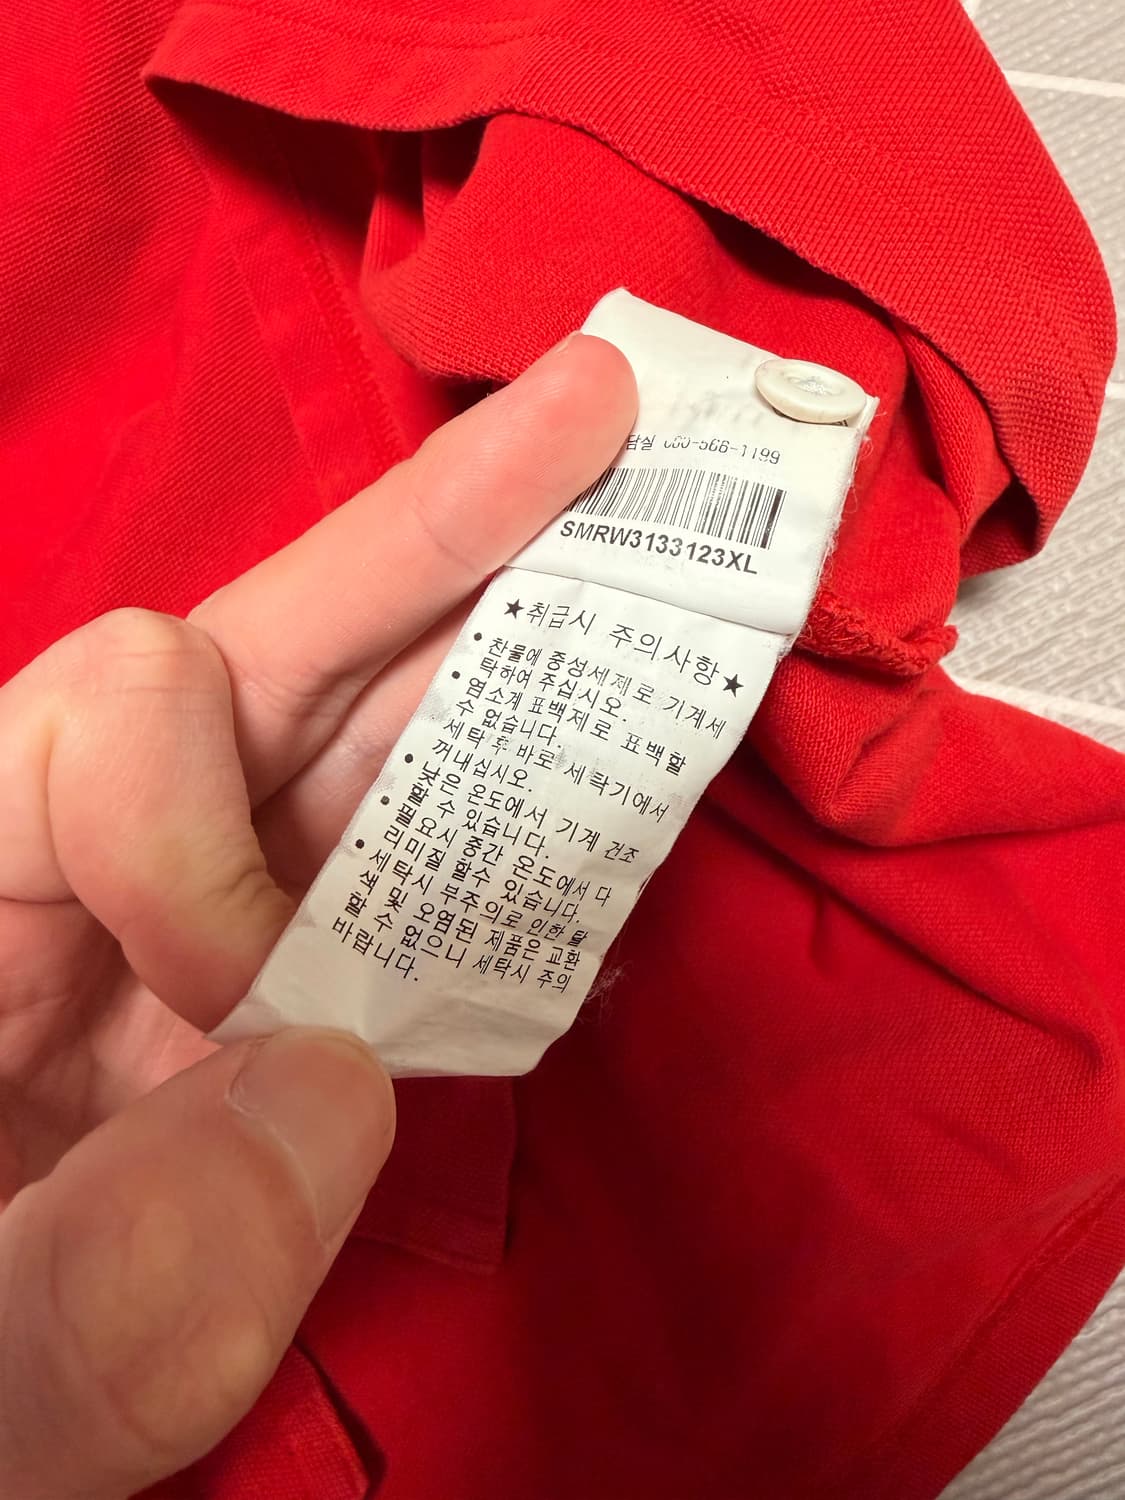 담실 080-566-1199
SMRW3133123XL
★취급시 주의사항★
• 찬물에 중성세제로 기계세
탁하여 주십시오.
• 염소계 표백제로 표백할
수 없습니다.
세탁 후 바로 세탁기에서
꺼내십시오.
• 낮은 온도에서 기계 건조
할 수 있습니다.
• 필요시 중간 온도에서 다
리미질 할수 있습니다.
• 세탁시 부주의로 인한 탈
색 및 오염된 제품은 교환
할 수 없으니 세탁시 주의
바랍니다.